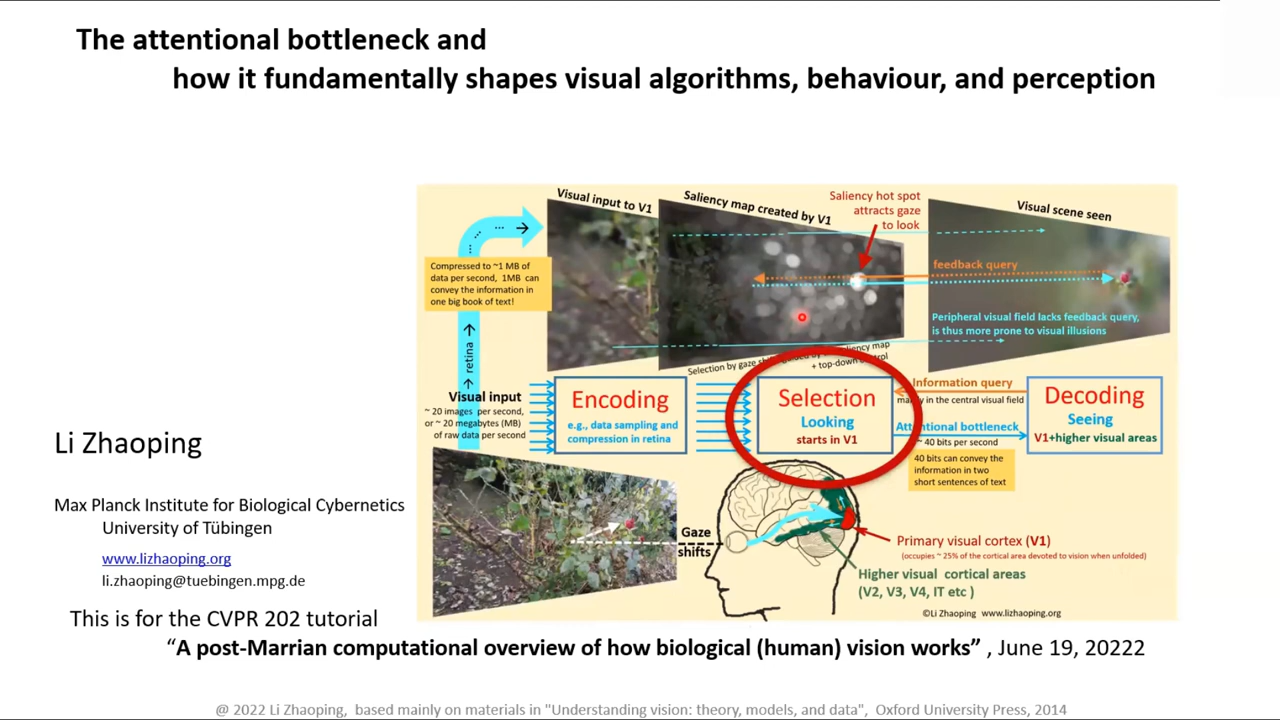 The attentional bottleneck and
how it fundamentally shapes visual algorithms, behaviour, and perception
Visual input to V1
Saliency map created by V1
Saliency hot spot
attracts gaze
to look
Visual scene seen
Compressed to ~1 MB of
data per second, 1MB can
convey the information in
one big book of text!
feedback query
Peripheral visual field lacks feedback query,
is thus more prone to visual illusions
→ retina →
... ... →
Selection by gaze saliency map
+ top-down
Visual input
~ 20 images per second,
or ~ 20 megabytes (MB)
of raw data per second
Encoding
e.g., data sampling and
compression in retina
Selection
Looking
starts in V1
Information query
in the central visual field
Attentional bottleneck
~ 40 bits per second
40 bits can convey the
information in two
short sentences of text
Decoding
Seeing
V1+higher visual areas
Gaze
shifts
Primary visual cortex (V1)
(occupies ~ 25% of the cortical area devoted to vision when unfolded)
Higher visual cortical areas
(V2, V3, V4, IT etc )
©Li Zhaoping www.lizhaoping.org
Li Zhaoping
Max Planck Institute for Biological Cybernetics
University of Tübingen
www.lizhaoping.org
li.zhaoping@tuebingen.mpg.de
This is for the CVPR 202 tutorial
“A post-Marrian computational overview of how biological (human) vision works” , June 19, 20222
@ 2022 Li Zhaoping, based mainly on materials in "Understanding vision: theory, models, and data", Oxford University Press, 2014